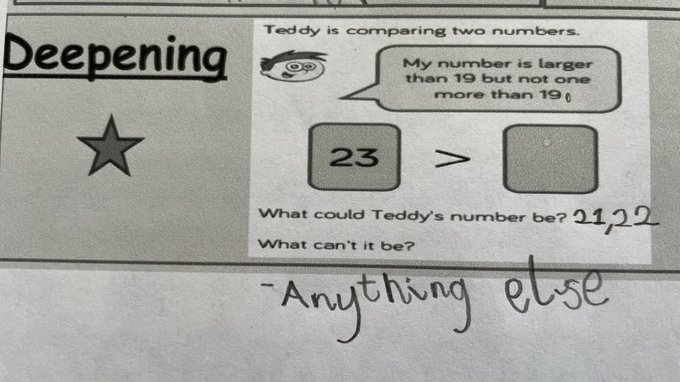 Deepening
Teddy is comparing two numbers.
My number is larger
than 19 but not one
more than 19.
23 >
What could Teddy's number be? 21,22
What can't it be?
-Anything else